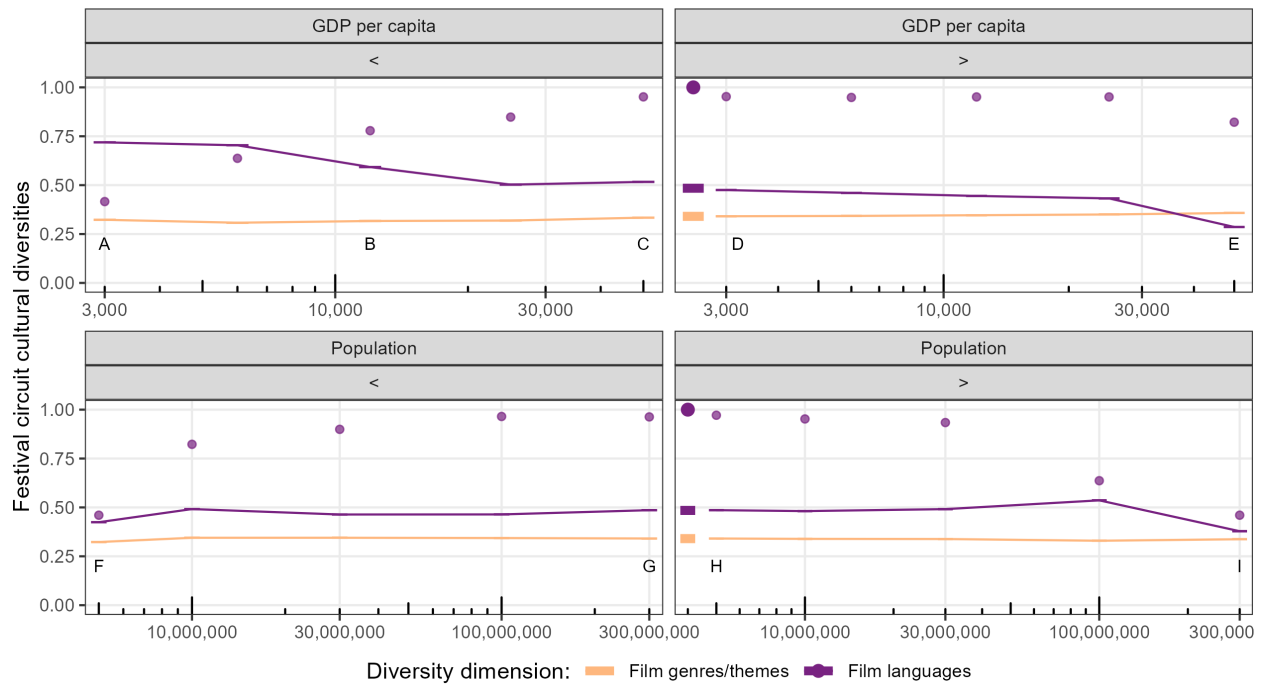 GDP per capita
GDP per capita
<
>
1.00
0.75
0.50
0.25
0.00
A
B
C
D
E
3,000
10,000
30,000
3,000
10,000
30,000
Festival circuit cultural diversities
Population
Population
<
>
1.00
0.75
0.50
0.25
0.00
F
G
H
I
10,000,000
30,000,000
100,000,000
300,000,000
10,000,000
30,000,000
100,000,000
300,000
Diversity dimension:
Film genres/themes
Film languages